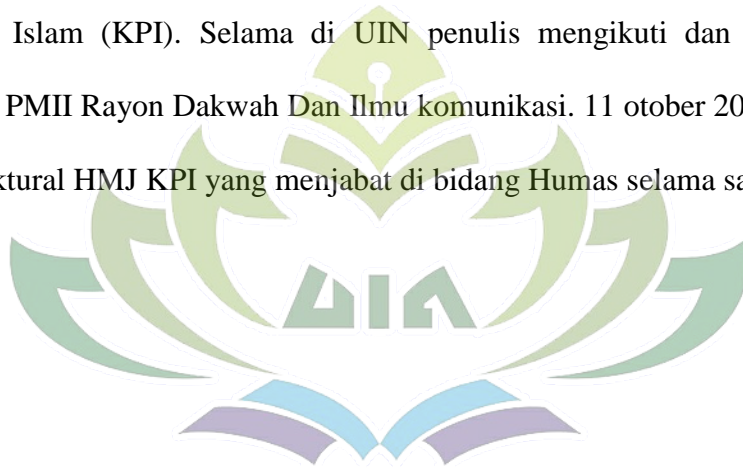 Islam (KPI). Selama di UIN penulis mengikuti dan
PMII Rayon Dakwah Dan Ilmu komunikasi. 11 otober 20
ktural HMJ KPI yang menjabat di bidang Humas selama sa
UIN